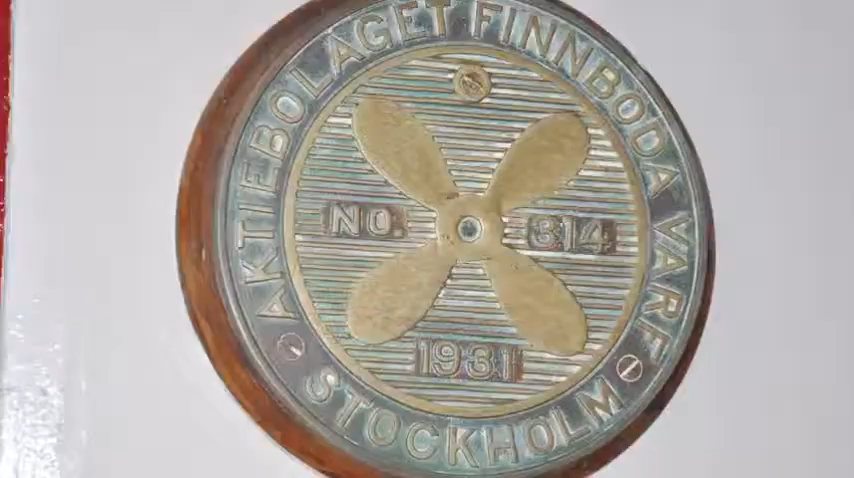 AKTIEBOLAGET FINNBODA VARF
NO. 314
1931
STOCKHOLM